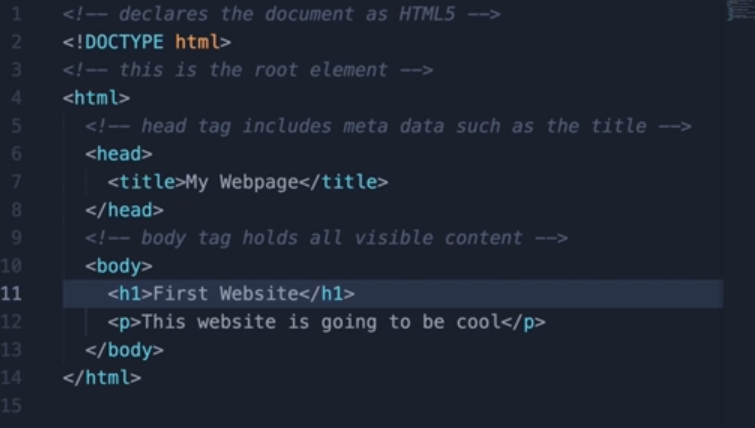 1 <!-- declares the document as HTML5 -->
2 <!DOCTYPE html>
3 <!-- this is the root element -->
4 <html>
5   <!-- head tag includes meta data such as the title -->
6   <head>
7     <title>My Webpage</title>
8   </head>
9   <!-- body tag holds all visible content -->
10   <body>
11     <h1>First Website</h1>
12     <p>This website is going to be cool</p>
13   </body>
14 </html>
15